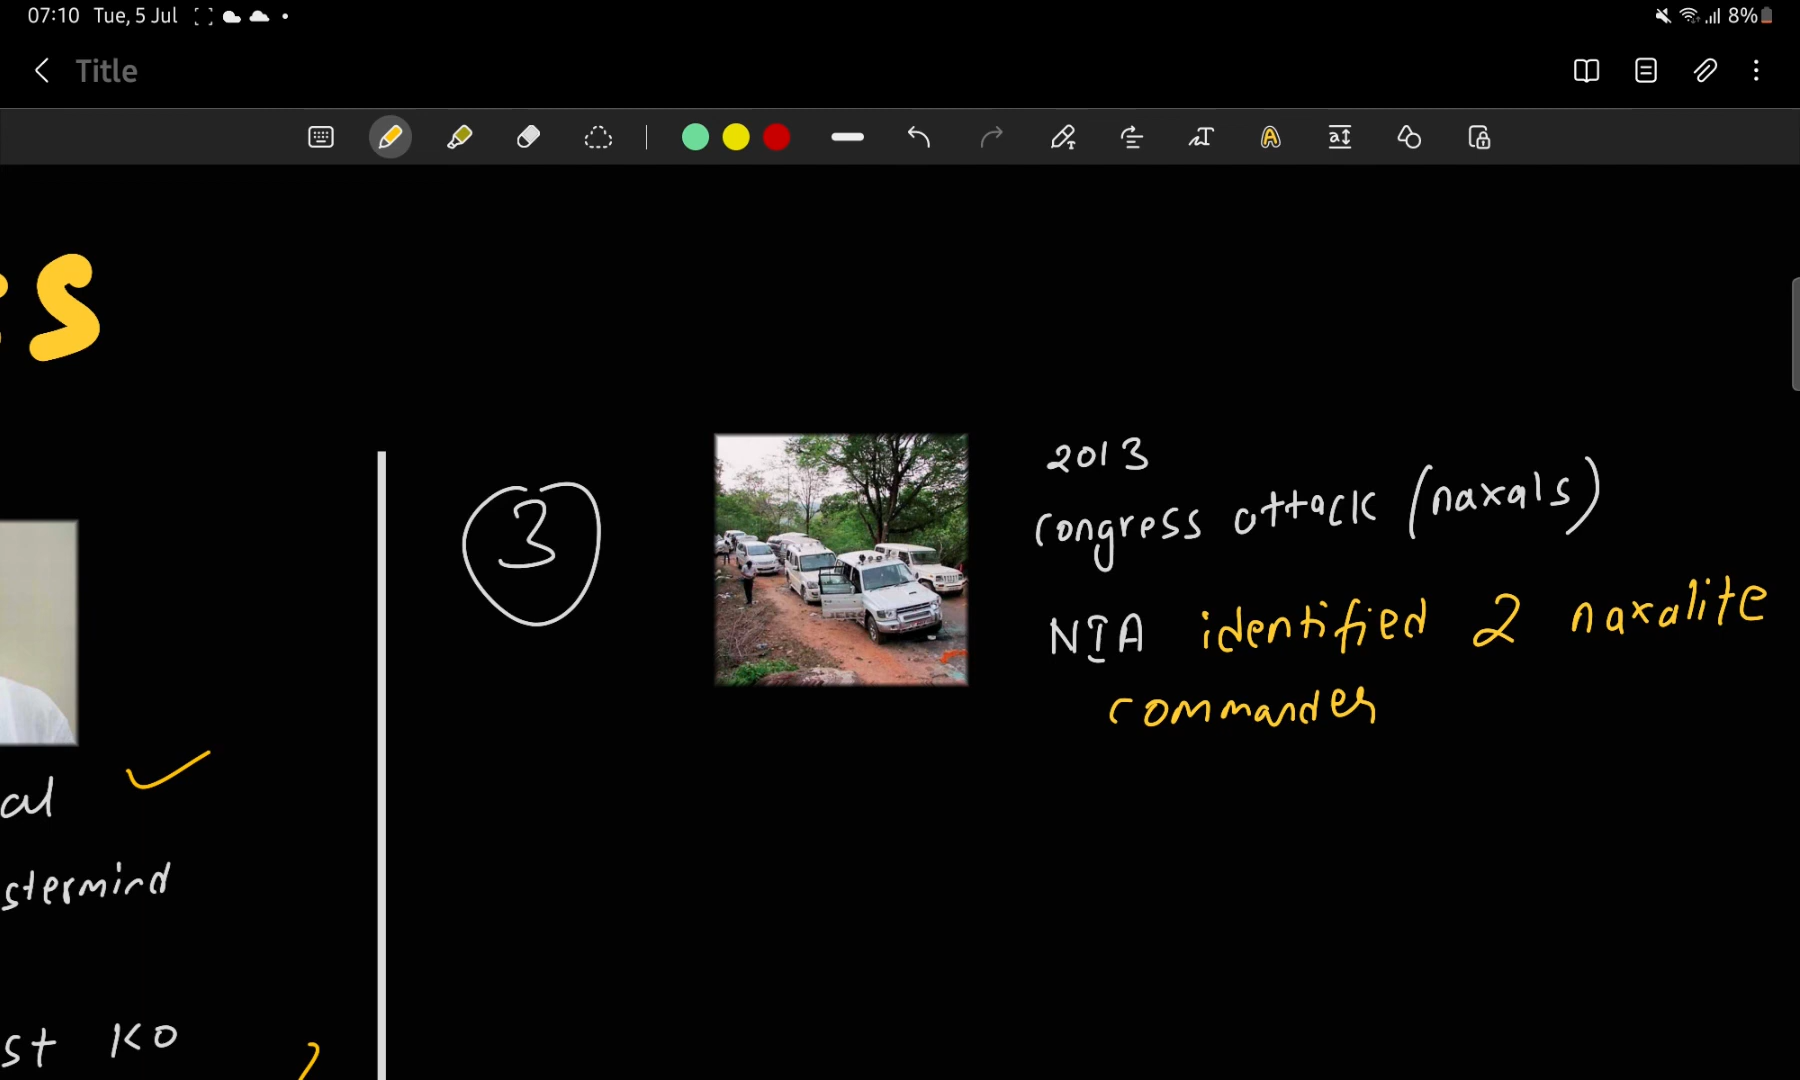 07:10 Tue, 5 Jul
8%
Title
S
al
stermind
st KO
3
2013
congress attack (naxals)
NIA identified 2 naxalite
commander